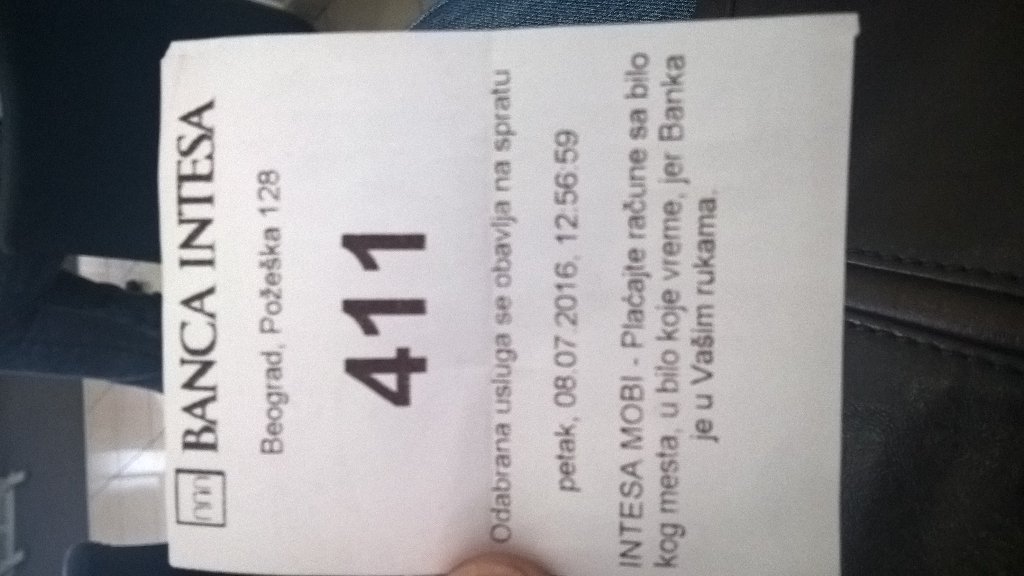 BANCA INTESA
Beograd, Požeška 128
411
Odabrana usluga se obavlja na spratu
petak, 08.07.2016, 12:56:59
INTESA MOBI - Plaćajte račune sa bilo
kog mesta, u bilo koje vreme, jer Banka
je u Vašim rukama.